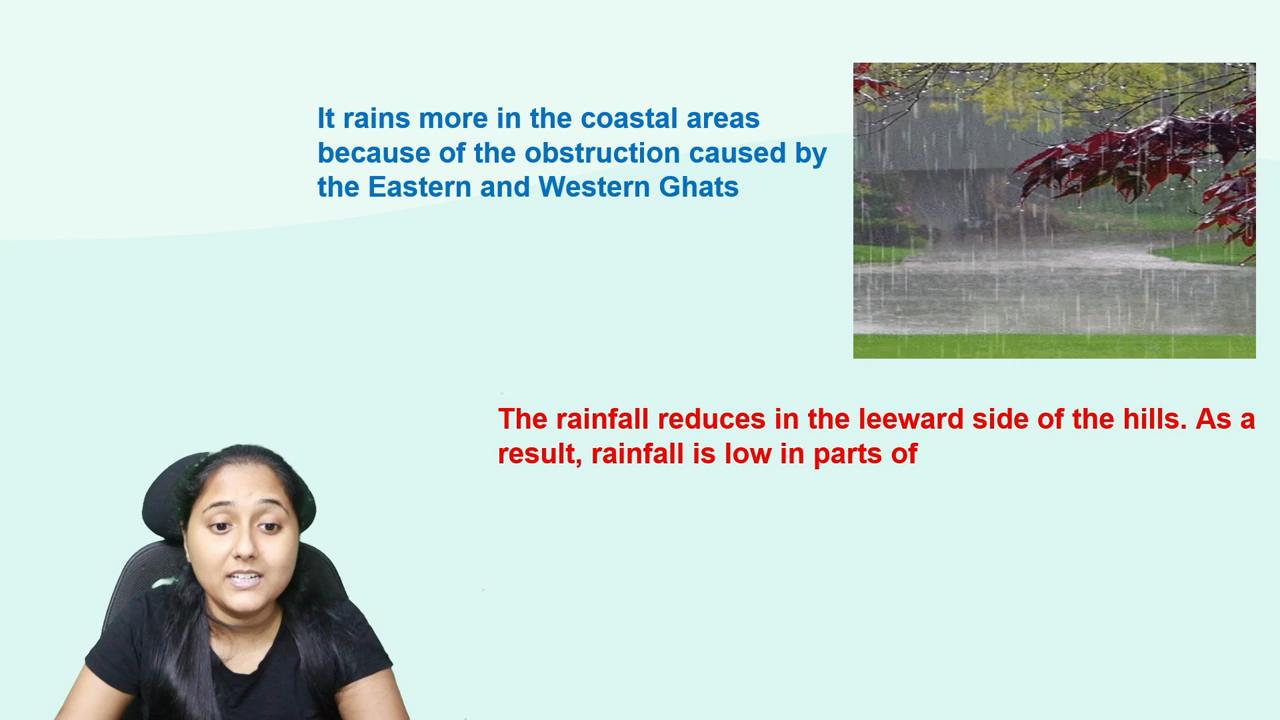 It rains more in the coastal areas
because of the obstruction caused by
the Eastern and Western Ghats
The rainfall reduces in the leeward side of the hills. As a
result, rainfall is low in parts of